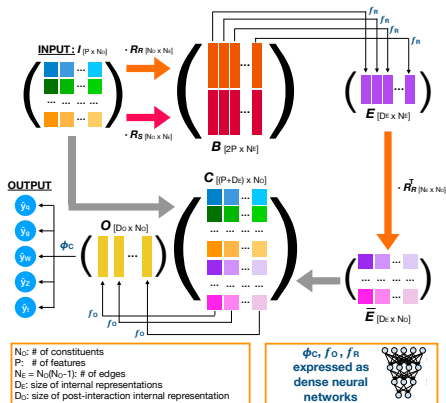 INPUT: I [P x No]
· RR [No x NE]
· RS [No x NE]
B [2P x NE]
fR
fR
fR
fR
E [DE x NE]
· RR^T [NE x No]
E [DE x No]
C [(P+DE) x No]
O [Do x No]
fo
fo
fo
ϕC
OUTPUT
ŷq
ŷg
ŷW
ŷZ
ŷt
No: # of constituents
P: # of features
NE = No(No-1): # of edges
DE: size of internal representations
Do: size of post-interaction internal representation
ϕC, fO, fR
expressed as
dense neural
networks